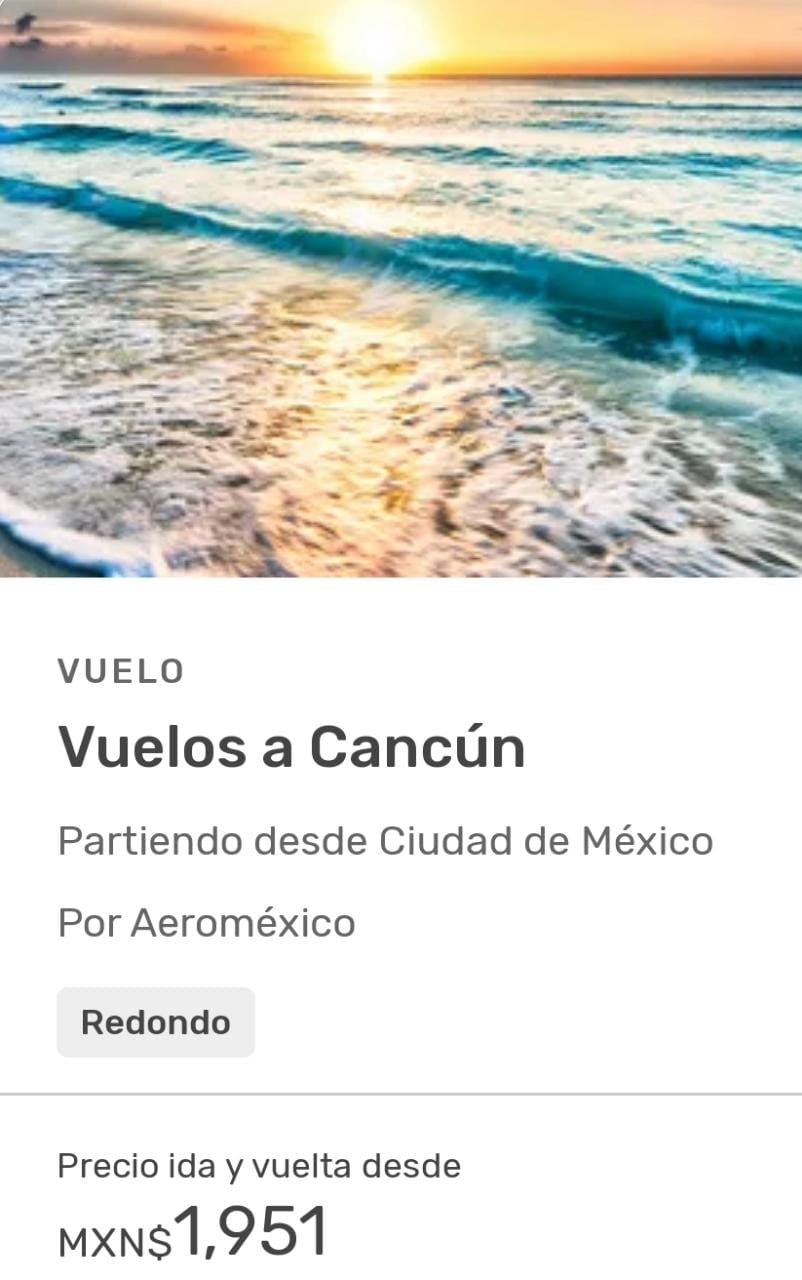 VUELO
Vuelos a Cancún
Partiendo desde Ciudad de México
Por Aeroméxico
Redondo
Precio ida y vuelta desde
MXN$1,951